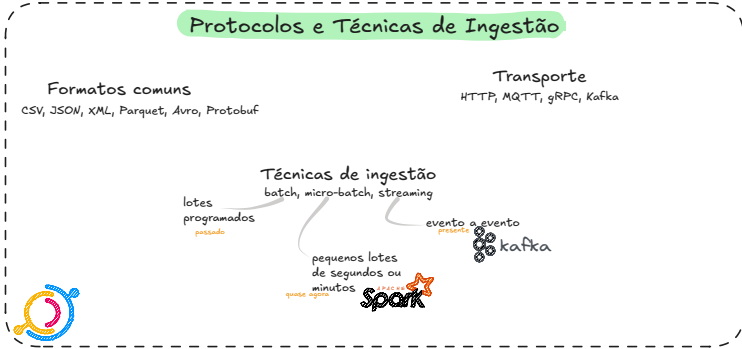 Protocolos e Técnicas de Ingestão
Formatos comuns
CSV, JSON, XML, Parquet, Avro, Protobuf
Transporte
HTTP, MQTT, gRPC, Kafka
Técnicas de ingestão
batch, micro-batch, streaming
lotes
programados
passado
evento a evento
presente
kafka
pequenos lotes
de segundos ou
minutos
quase agora
APACHE
Spark